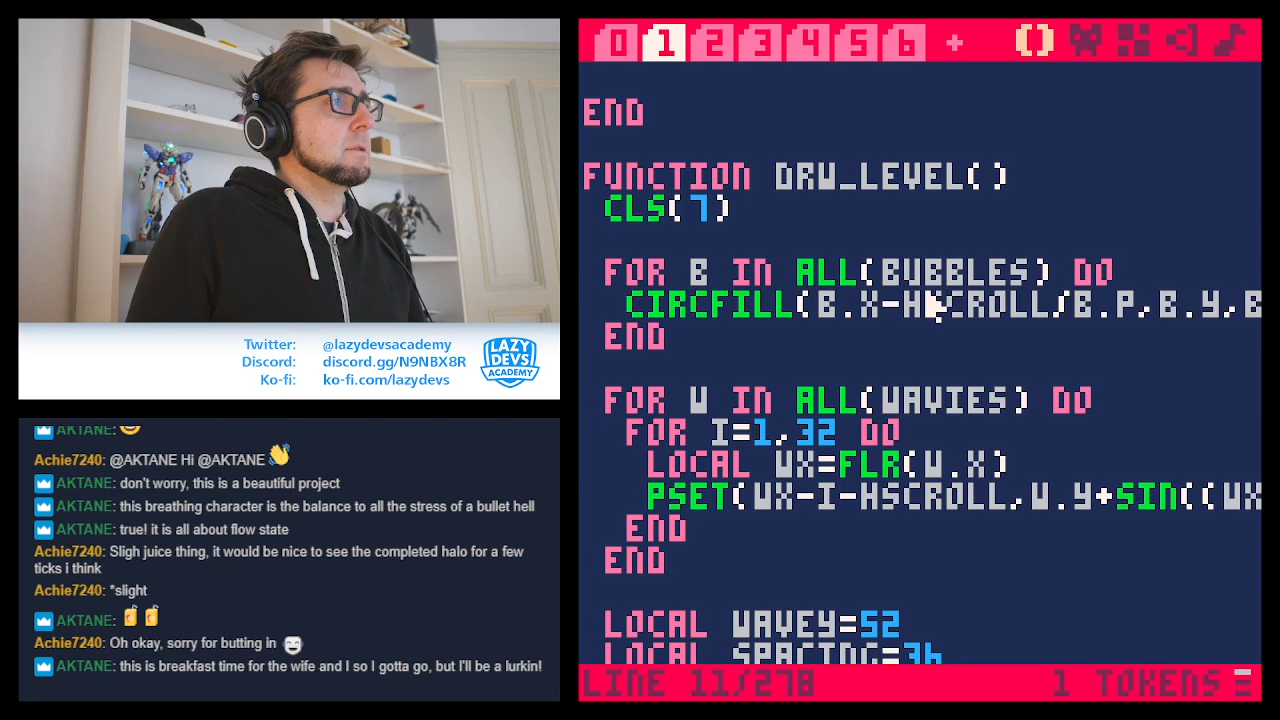 Twitter: @lazydevsacademy
Discord: discord.gg/N9NBX8R
Ko-fi: ko-fi.com/lazydevs
LAZY
DEVS
ACADEMY
AKTANE:
Achie7240: @AKTANE Hi @AKTANE
AKTANE: don't worry, this is a beautiful project
AKTANE: this breathing character is the balance to all the stress of a bullet hell
AKTANE: true! it is all about flow state
Achie7240: Sligh juice thing, it would be nice to see the completed halo for a few
ticks i think
Achie7240: *slight
AKTANE:
Achie7240: Oh okay, sorry for butting in
AKTANE: this is breakfast time for the wife and I so I gotta go, but I'll be a lurkin!
0 1 2 3 4 5 6 + ()
END
FUNCTION DRW_LEVEL()
CLS(7)
FOR B IN ALL(BUBBLES) DO
CIRCFILL(B.X-HSCROLL/B.P,B.Y,B
END
FOR W IN ALL(WAVIES) DO
FOR I=1,32 DO
LOCAL WX=FLR(W.X)
PSET(WX-I-HSCROLL,W.Y+SIN((WX
END
END
LOCAL WAVEY=52
LOCAL SPACING=36
LINE 11/278 1 TOKENS